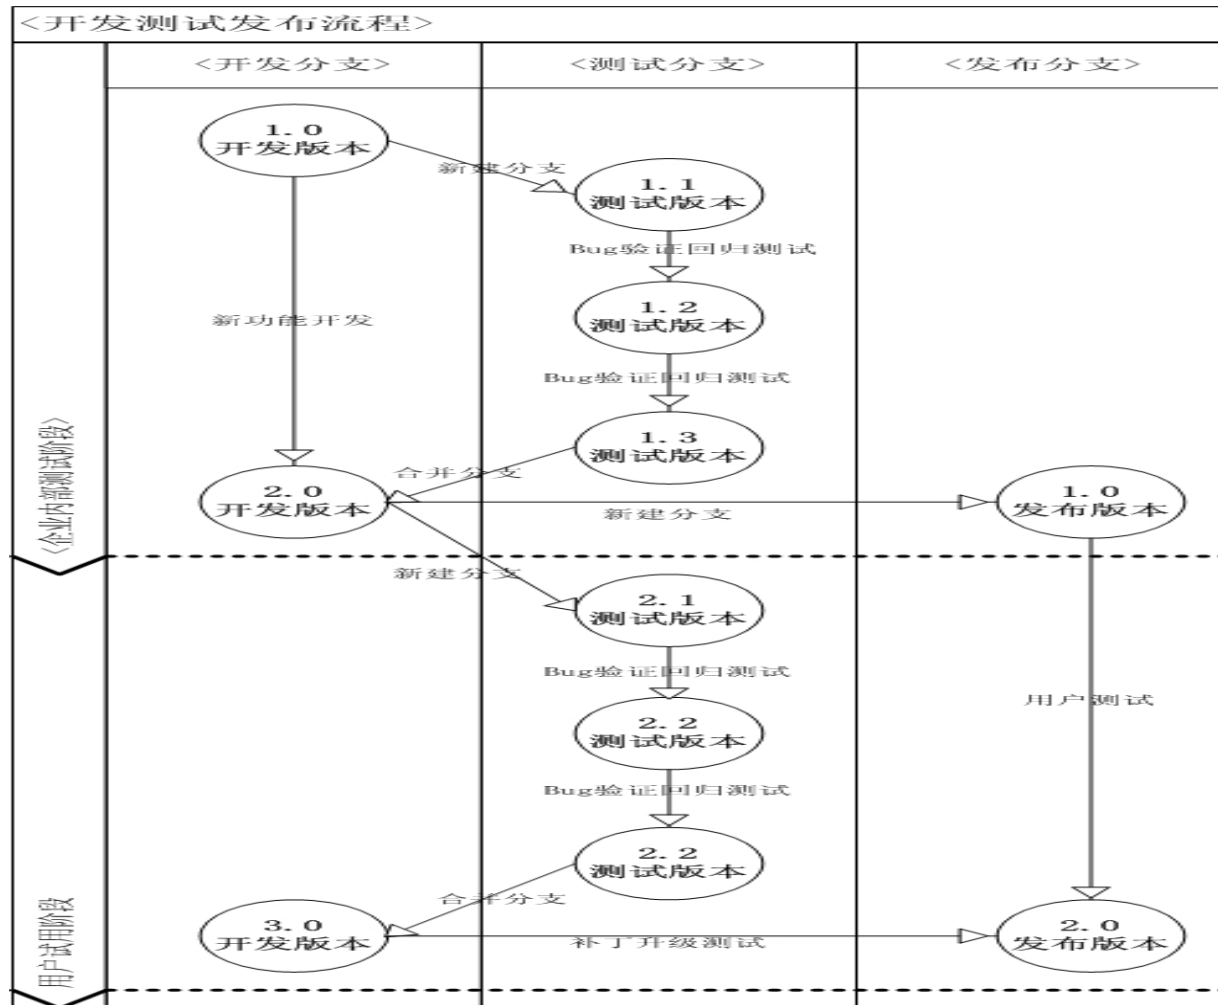 <开发测试发布流程>
<开发分支>
<测试分支>
<发布分支>
1.0
开发版本
新建分支
1.1
测试版本
Bug验证回归测试
1.2
测试版本
新功能开发
Bug验证回归测试
1.3
测试版本
合并分支
2.0
开发版本
新建分支
1.0
发布版本
<企业内部测试阶段>
新建分支
2.1
测试版本
Bug验证回归测试
用户测试
2.2
测试版本
Bug验证回归测试
2.2
测试版本
合并分支
3.0
开发版本
补丁升级测试
2.0
发布版本
用户试用阶段